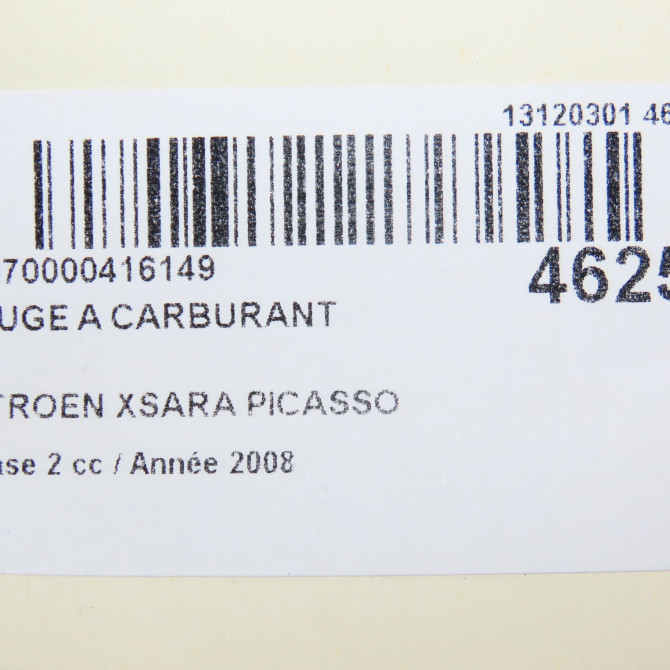 13120301 46
70000416149
4625
UGE A CARBURANT
TROEN XSARA PICASSO
ase 2 cc / Année 2008